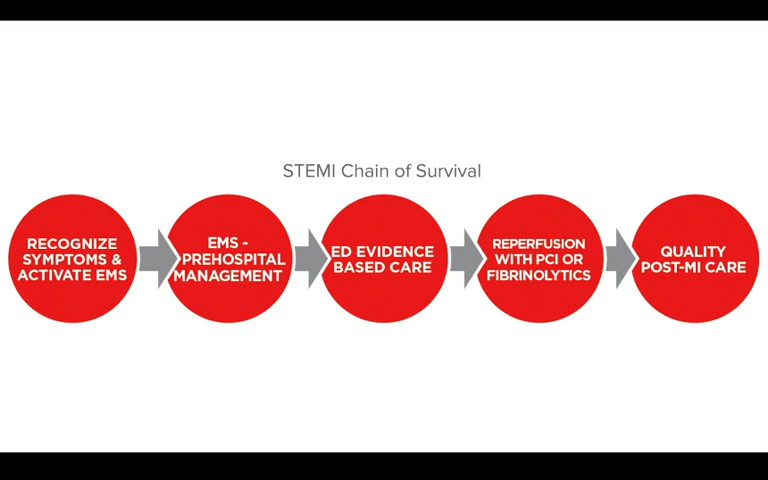 STEMI Chain of Survival
RECOGNIZE
SYMPTOMS &
ACTIVATE EMS
EMS -
PREHOSPITAL
MANAGEMENT
ED EVIDENCE
BASED CARE
REPERFUSION
WITH PCI OR
FIBRINOLYTICS
QUALITY
POST-MI CARE